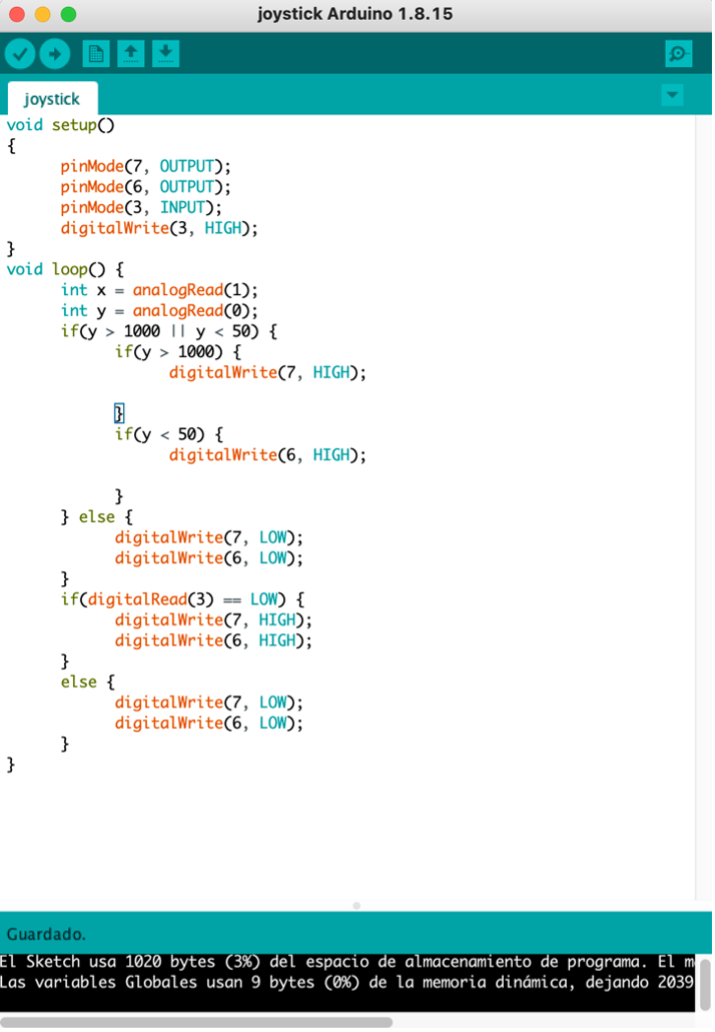 joystick Arduino 1.8.15
joystick
void setup()
{
pinMode(7, OUTPUT);
pinMode(6, OUTPUT);
pinMode(3, INPUT);
digitalWrite(3, HIGH);
}
void loop() {
int x = analogRead(1);
int y = analogRead(0);
if(y > 1000 || y < 50) {
if(y > 1000) {
digitalWrite(7, HIGH);
}
if(y < 50) {
digitalWrite(6, HIGH);
}
} else {
digitalWrite(7, LOW);
digitalWrite(6, LOW);
}
if(digitalRead(3) == LOW) {
digitalWrite(7, HIGH);
digitalWrite(6, HIGH);
}
else {
digitalWrite(7, LOW);
digitalWrite(6, LOW);
}
}
Guardado.
El Sketch usa 1020 bytes (3%) del espacio de almacenamiento de programa. El m
Las variables Globales usan 9 bytes (0%) de la memoria dinámica, dejando 2039